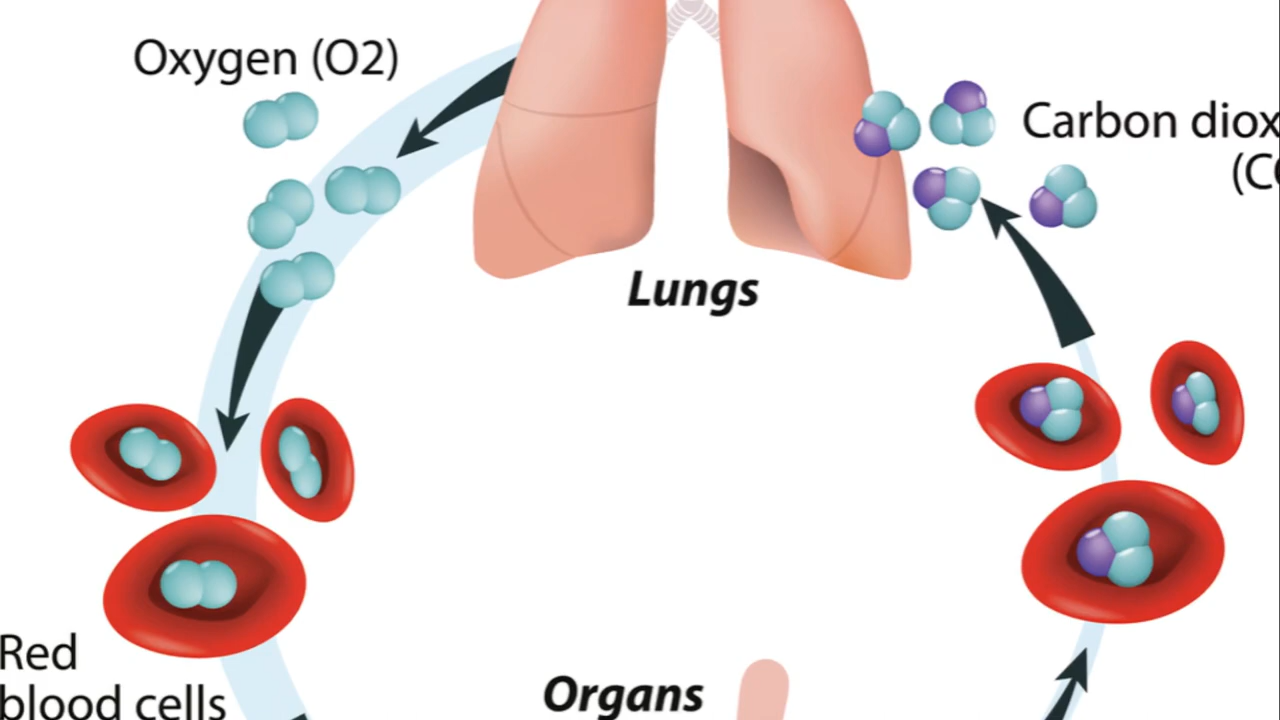 Oxygen (O2)
Carbon diox
(C
Lungs
Red
blood cells
Organs